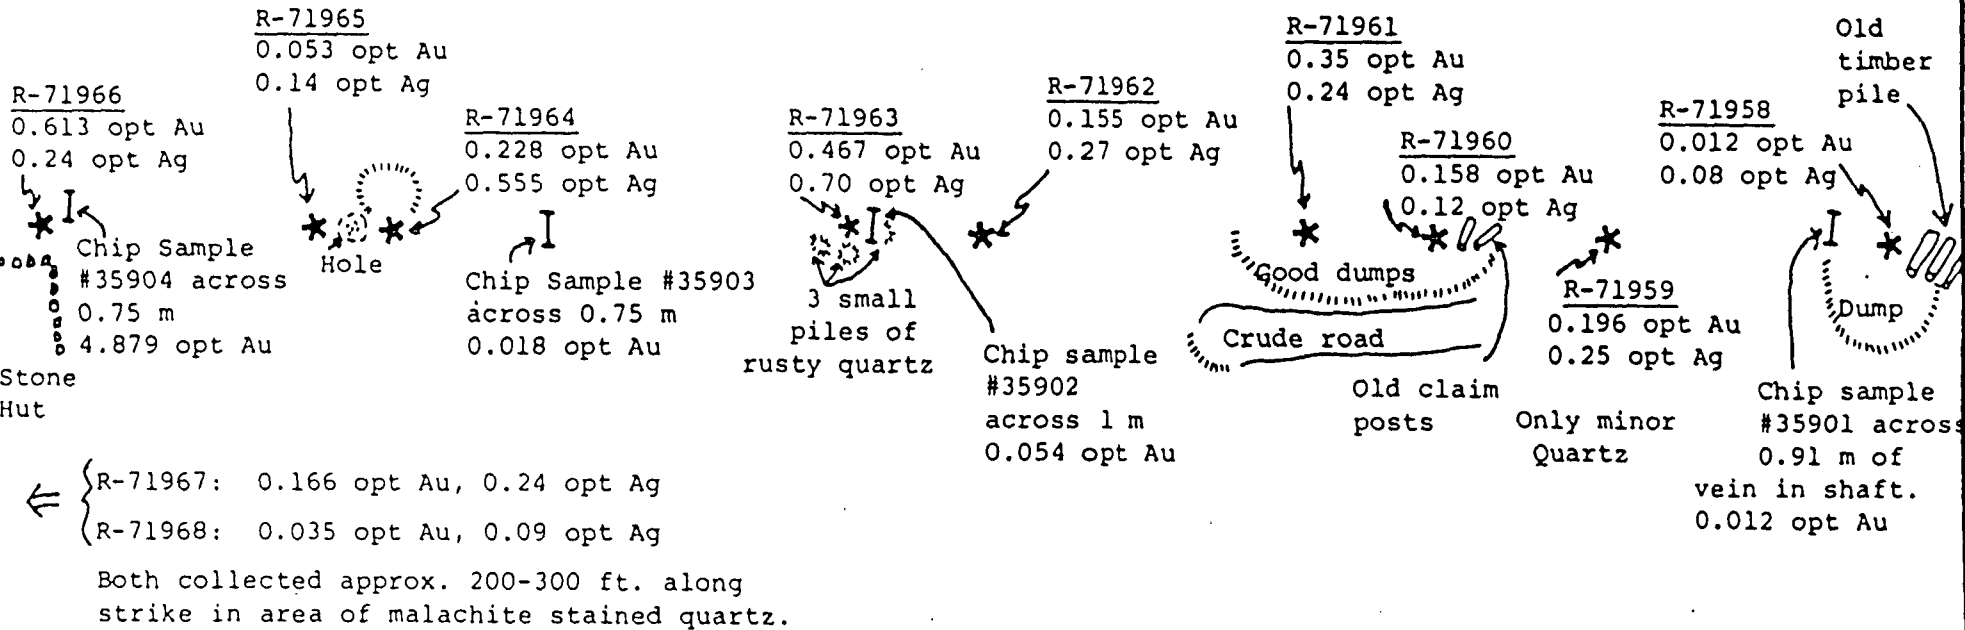 R-71966
0.613 opt Au
0.24 opt Ag
Chip Sample
#35904 across
0.75 m
4.879 opt Au
Stone
Hut
R-71965
0.053 opt Au
0.14 opt Ag
Hole
R-71964
0.228 opt Au
0.555 opt Ag
Chip Sample #35903
across 0.75 m
0.018 opt Au
R-71963
0.467 opt Au
0.70 opt Ag
3 small
piles of
rusty quartz
Chip sample
#35902
across 1 m
0.054 opt Au
R-71962
0.155 opt Au
0.27 opt Ag
R-71961
0.35 opt Au
0.24 opt Ag
Good dumps
Crude road
R-71960
0.158 opt Au
0.12 opt Ag
Old claim
posts
R-71959
0.196 opt Au
0.25 opt Ag
Only minor
Quartz
R-71958
0.012 opt Au
0.08 opt Ag
Old
timber
pile
Dump
Chip sample
#35901 across
0.91 m of
vein in shaft.
0.012 opt Au
R-71967: 0.166 opt Au, 0.24 opt Ag
R-71968: 0.035 opt Au, 0.09 opt Ag
Both collected approx. 200-300 ft. along
strike in area of malachite stained quartz.